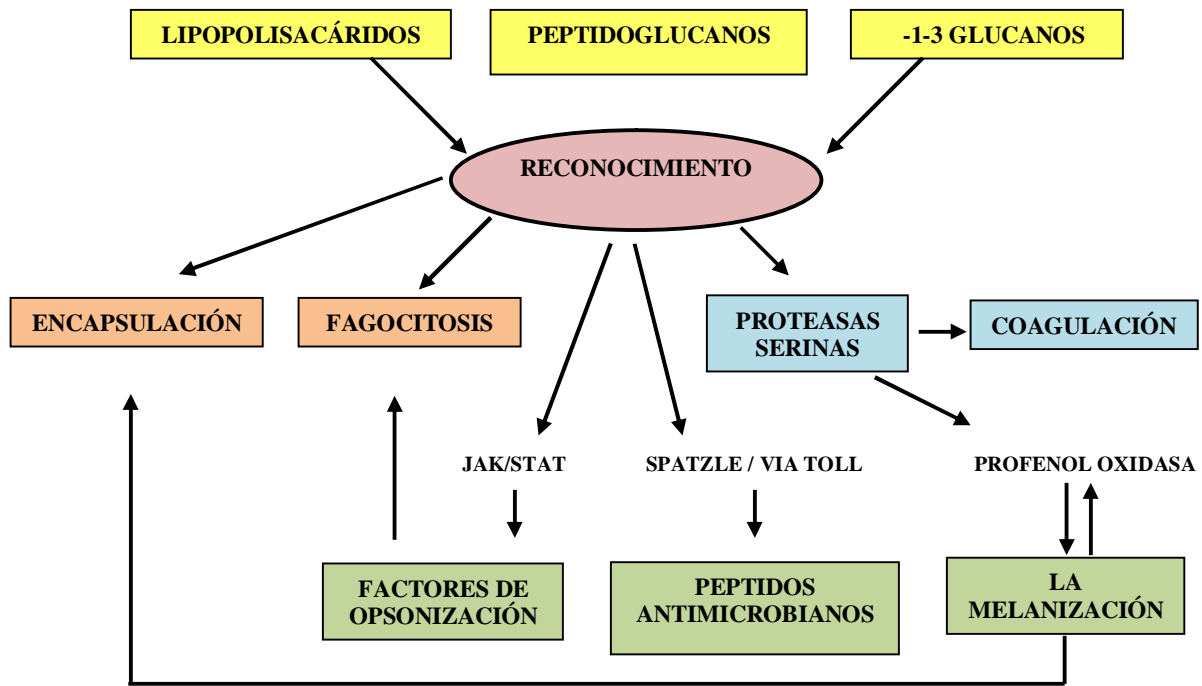 LIPOPOLISACÁRIDOS
PEPTIDOGLUCANOS
-1-3 GLUCANOS
RECONOCIMIENTO
ENCAPSULACIÓN
FAGOCITOSIS
PROTEASAS
SERINAS
COAGULACIÓN
JAK/STAT
SPATZLE / VIA TOLL
PROFENOL OXIDASA
FACTORES DE
OPSONIZACIÓN
PEPTIDOS
ANTIMICROBIANOS
LA
MELANIZACIÓN